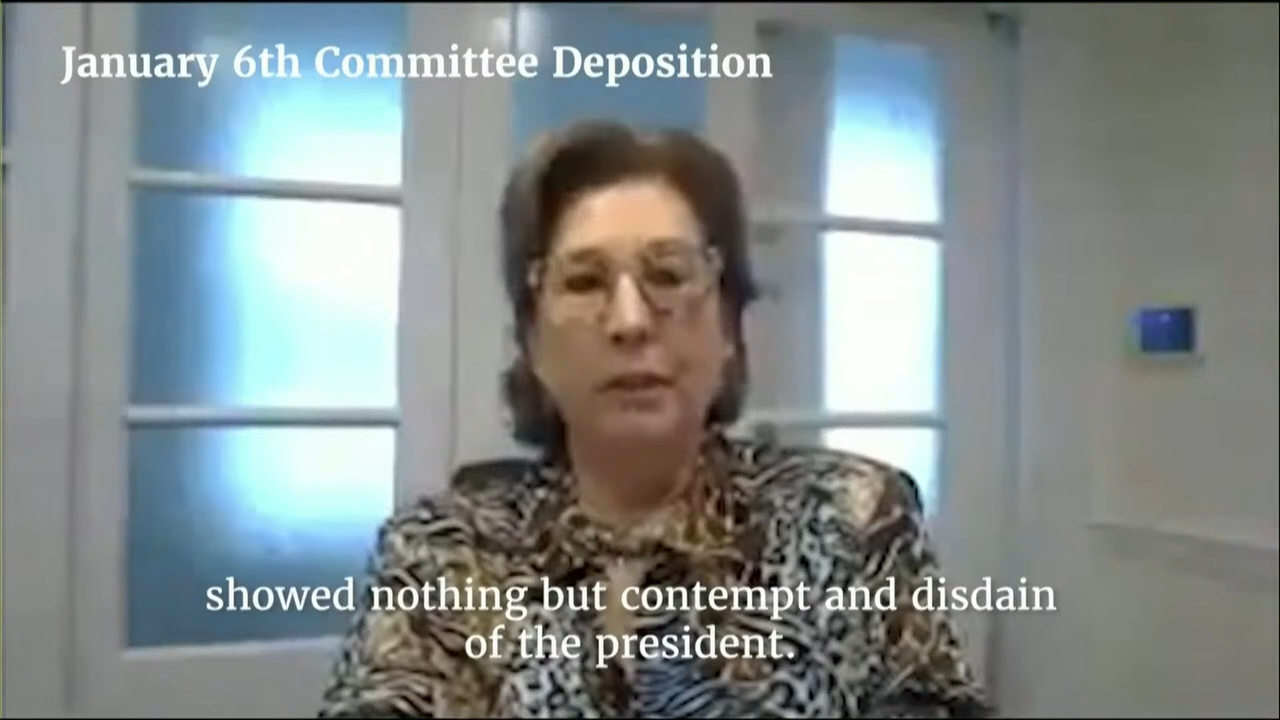 January 6th Committee Deposition
showed nothing but contempt and disdain
of the president.